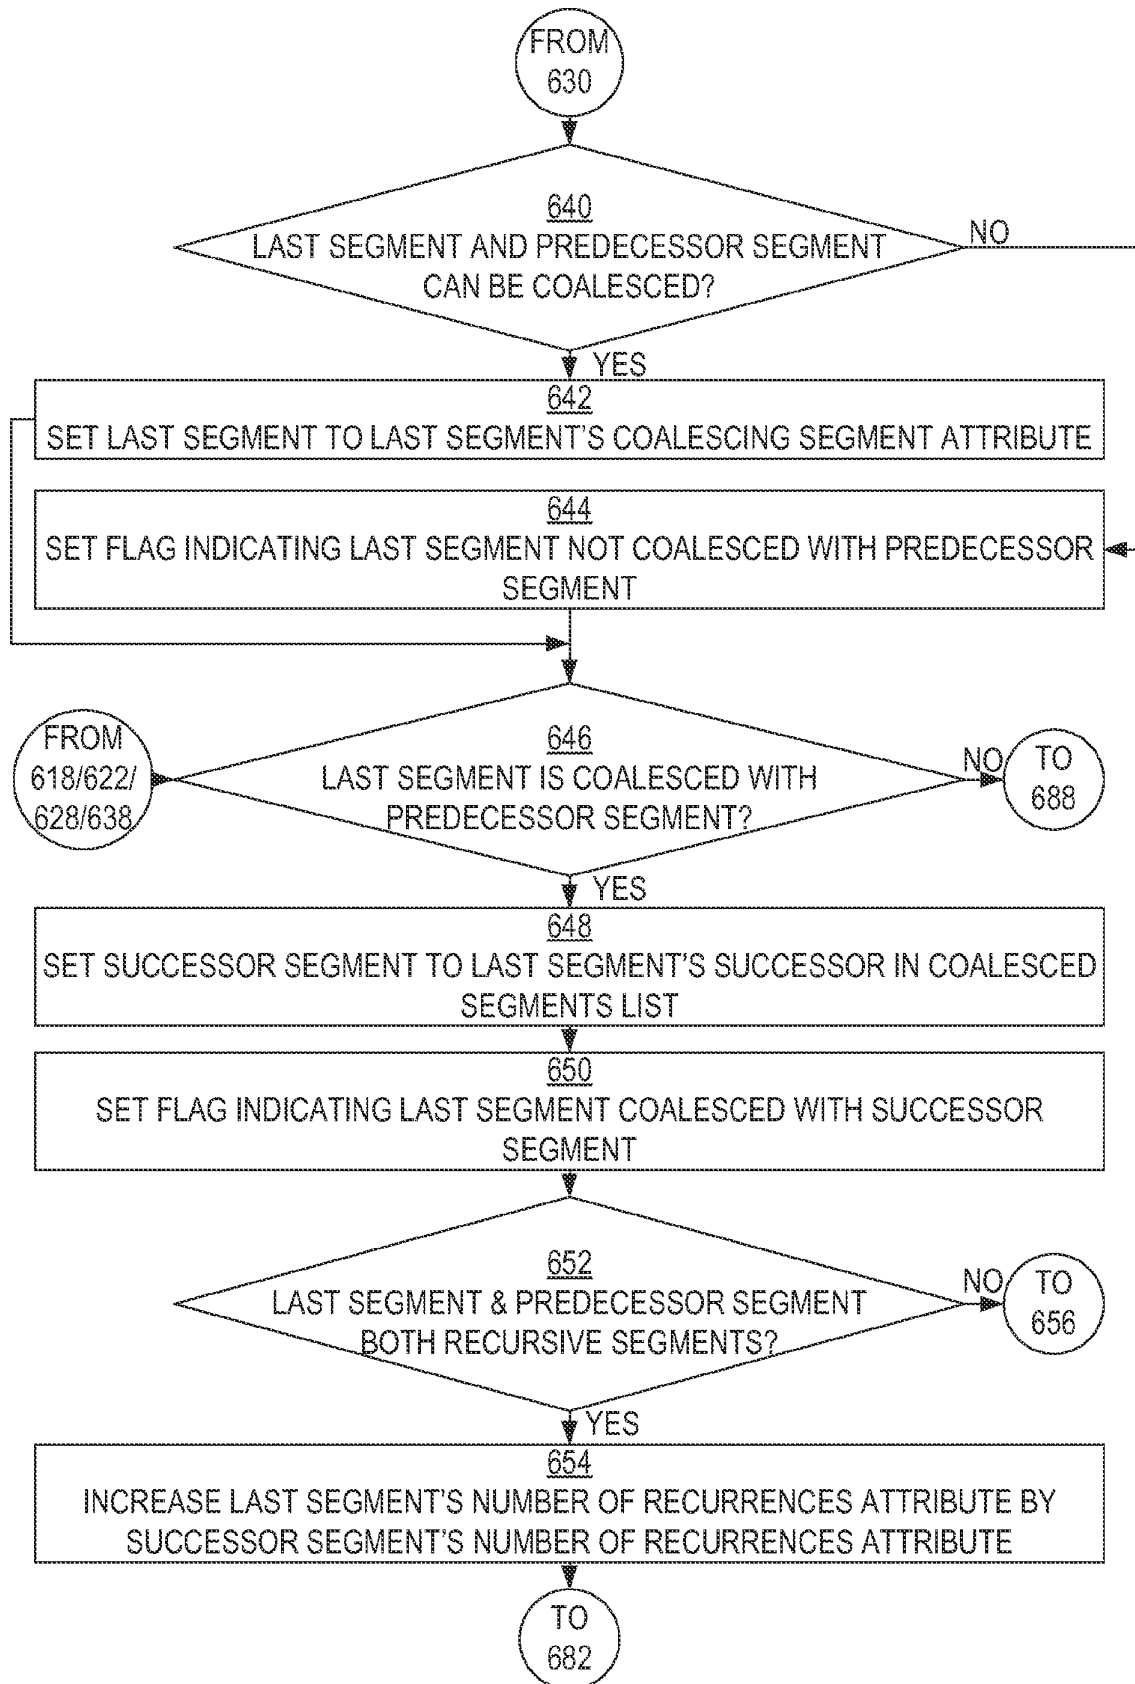 FROM
630
640
LAST SEGMENT AND PREDECESSOR SEGMENT
CAN BE COALESCED?
NO
YES
642
SET LAST SEGMENT TO LAST SEGMENT'S COALESCING SEGMENT ATTRIBUTE
644
SET FLAG INDICATING LAST SEGMENT NOT COALESCED WITH PREDECESSOR
SEGMENT
FROM
618/622/
628/638
646
LAST SEGMENT IS COALESCED WITH
PREDECESSOR SEGMENT?
NO
TO
688
YES
648
SET SUCCESSOR SEGMENT TO LAST SEGMENT'S SUCCESSOR IN COALESCED
SEGMENTS LIST
650
SET FLAG INDICATING LAST SEGMENT COALESCED WITH SUCCESSOR
SEGMENT
652
LAST SEGMENT & PREDECESSOR SEGMENT
BOTH RECURSIVE SEGMENTS?
NO
TO
656
YES
654
INCREASE LAST SEGMENT'S NUMBER OF RECURRENCES ATTRIBUTE BY
SUCCESSOR SEGMENT'S NUMBER OF RECURRENCES ATTRIBUTE
TO
682